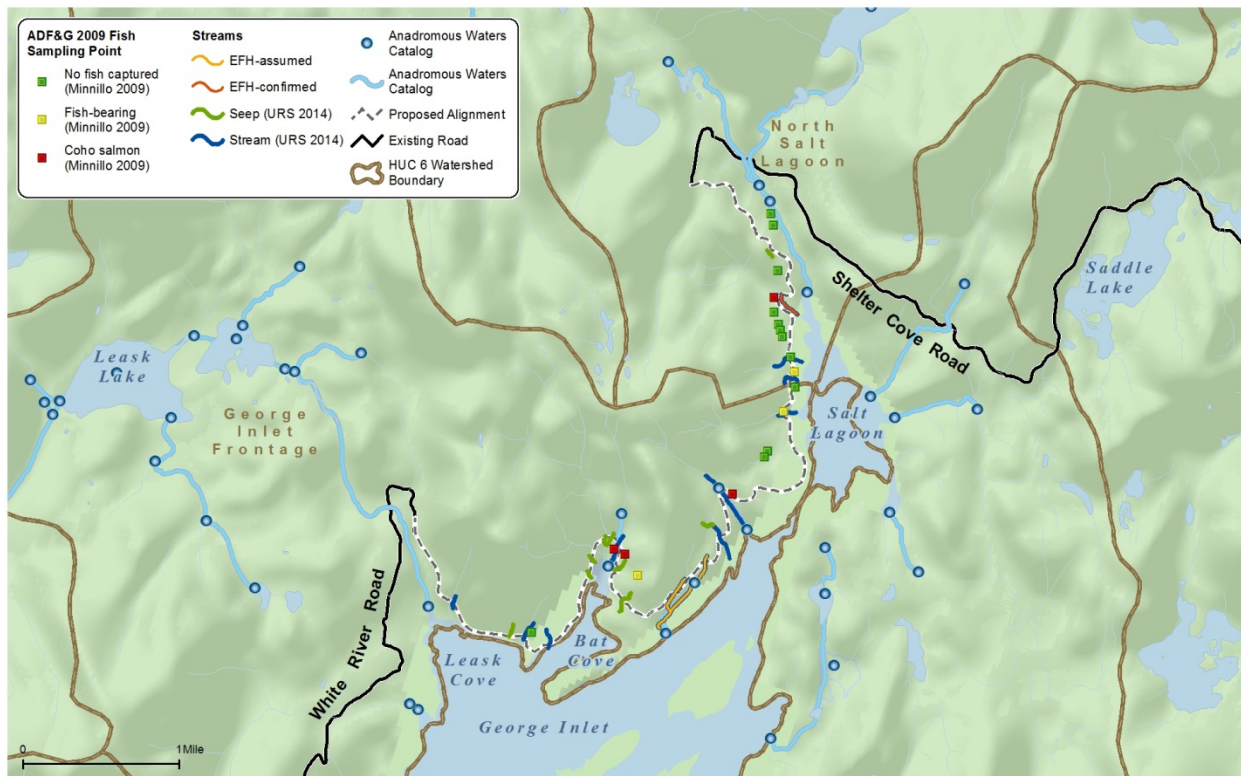 ADF&G 2009 Fish
Sampling Point
No fish captured
(Minnillo 2009)
Fish-bearing
(Minnillo 2009)
Coho salmon
(Minnillo 2009)
Streams
EFH-assumed
EFH-confirmed
Seep (URS 2014)
Stream (URS 2014)
Anadromous Waters
Catalog
Anadromous Waters
Catalog
Proposed Alignment
Existing Road
HUC 6 Watershed
Boundary
North
Salt
Lagoon
Saddle
Lake
Shelter Cove Road
Leask
Lake
George
Inlet
Frontage
Salt
Lagoon
White River Road
Leask
Cove
Bat
Cove
George Inlet
0
1Mile